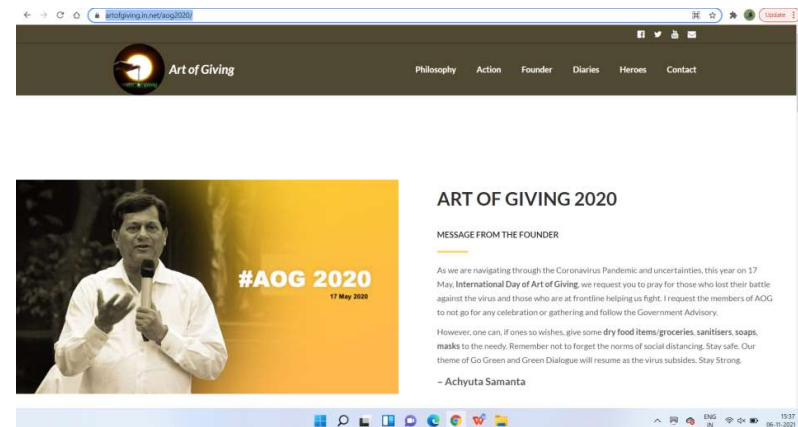 artofgiving.in.net/aog2020/
Update
Art of Giving
Philosophy Action Founder Diaries Heroes Contact
#AOG 2020
17 May 2020
ART OF GIVING 2020
MESSAGE FROM THE FOUNDER
As we are navigating through the Coronavirus Pandemic and uncertainties, this year on 17
May, International Day of Art of Giving, we request you to pray for those who lost their battle
against the virus and those who are at frontline helping us fight. I request the members of AOG
to not go for any celebration or gathering and follow the Government Advisory.
However, one can, if ones so wishes, give some dry food items/groceries, sanitisers, soaps,
masks to the needy. Remember not to forget the norms of social distancing. Stay safe. Our
theme of Go Green and Green Dialogue will resume as the virus subsides. Stay Strong.
– Achyuta Samanta
ENG
IN
15:37
06-11-2021